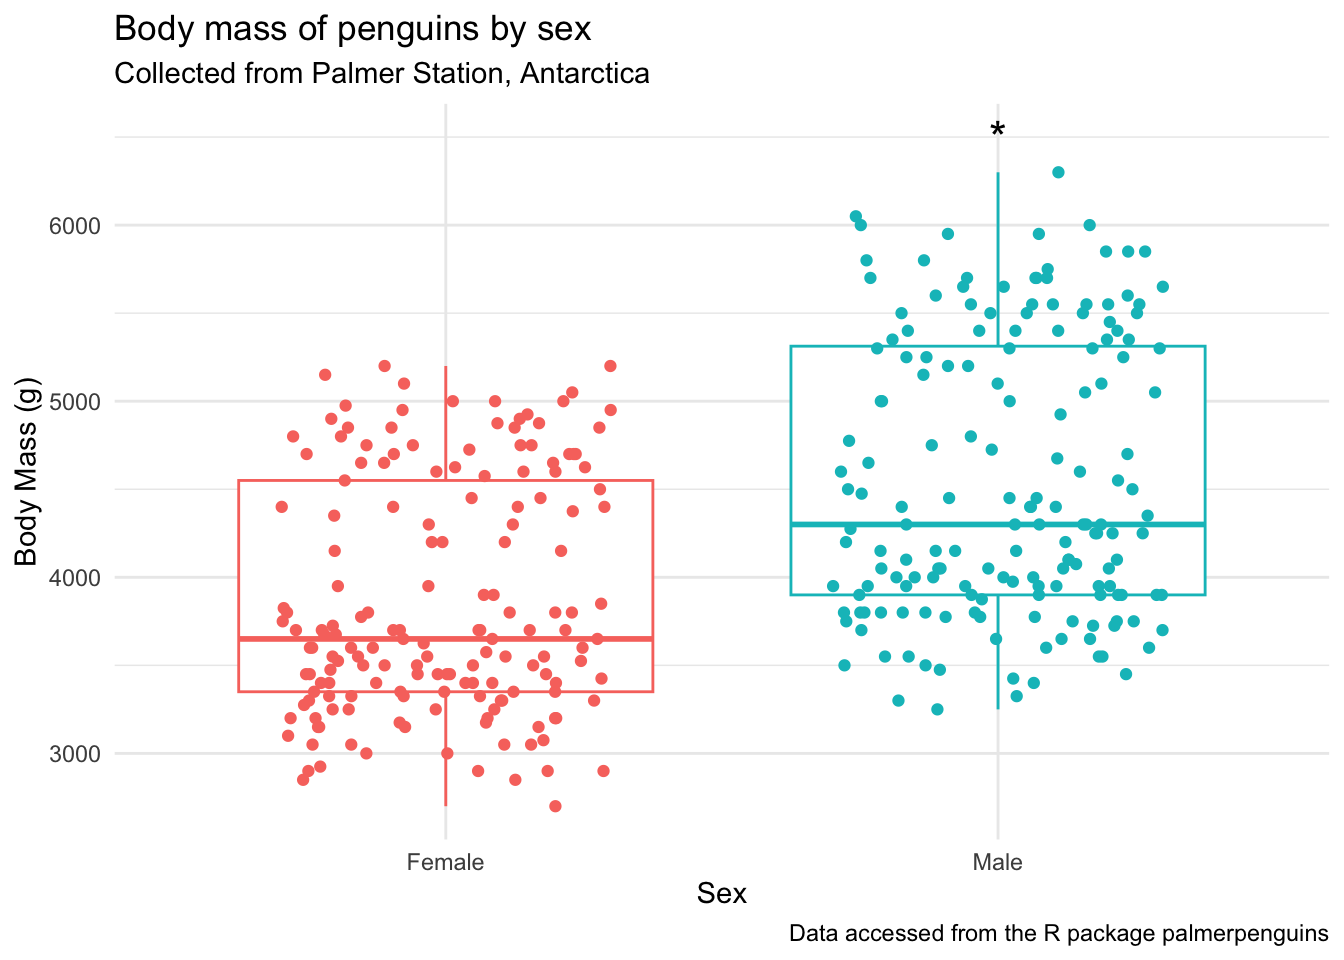 Body mass of penguins by sex
Collected from Palmer Station, Antarctica
*
6000
5000
4000
3000
Body Mass (g)
Female
Male
Sex
Data accessed from the R package palmerpenguins